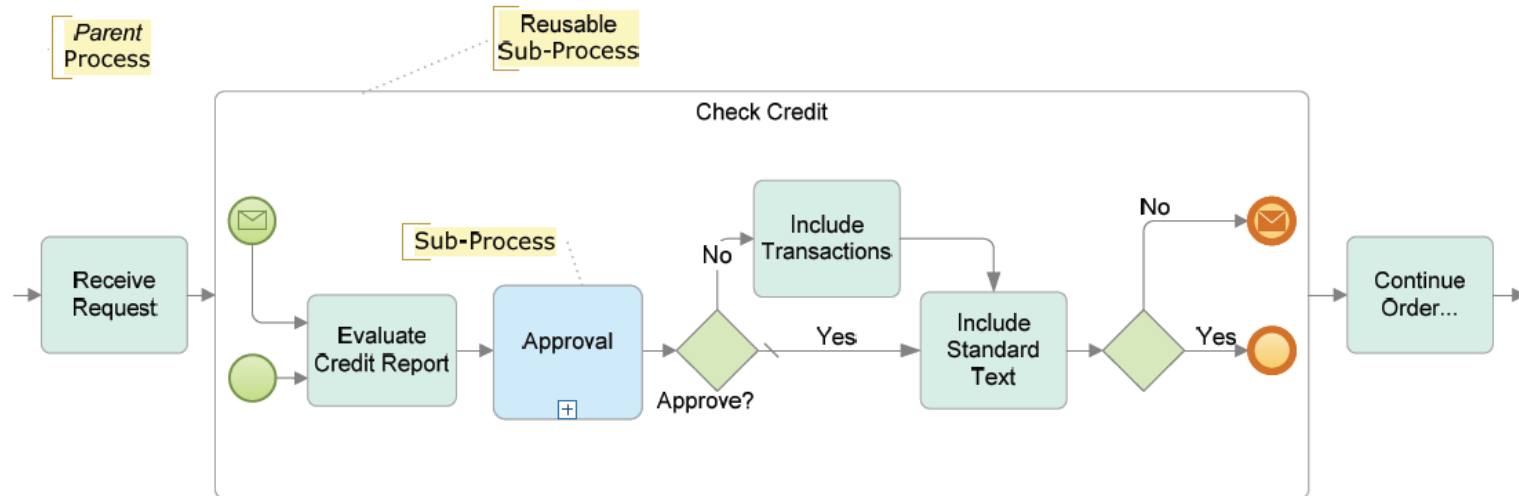 Parent
Process
Reusable
Sub-Process
Check Credit
Receive
Request
Sub-Process
Evaluate
Credit Report
Approval
No
Approve?
Include
Transactions
Yes
Include
Standard
Text
No
Yes
Continue
Order...